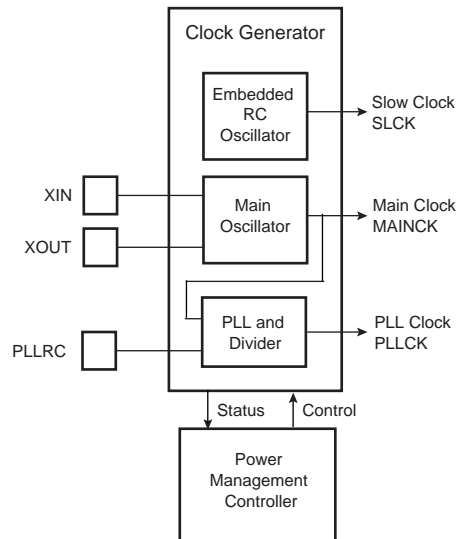 Clock Generator
Embedded
RC
Oscillator
Slow Clock
SLCK
XIN
XOUT
Main
Oscillator
Main Clock
MAINCK
PLLRC
PLL and
Divider
PLL Clock
PLLCK
Status
Control
Power
Management
Controller